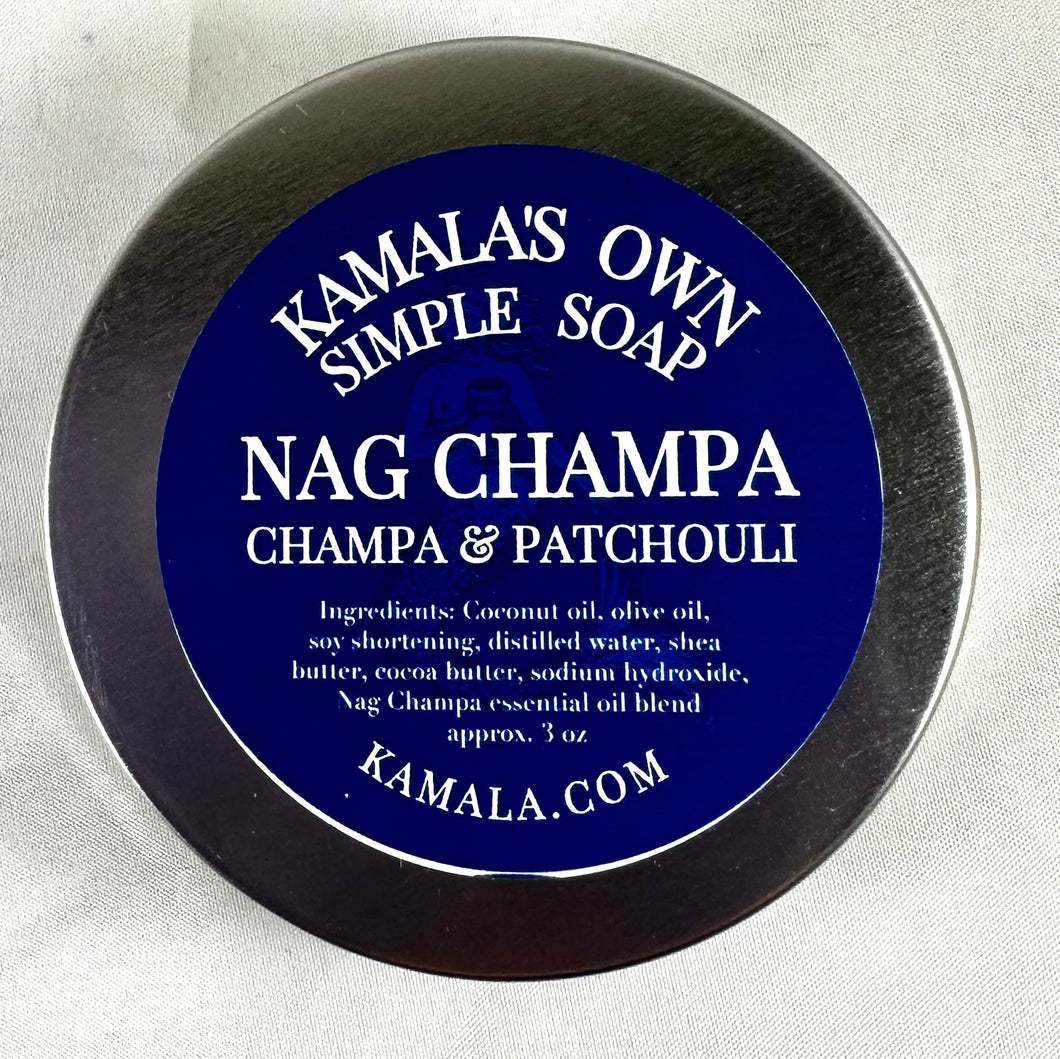 KAMALA'S OWN
SIMPLE SOAP
NAG CHAMPA
CHAMPA & PATCHOULI
Ingredients: Coconut oil, olive oil,
soy shortening, distilled water, shea
butter, cocoa butter, sodium hydroxide,
Nag Champa essential oil blend
approx. 3 oz
KAMALA.COM